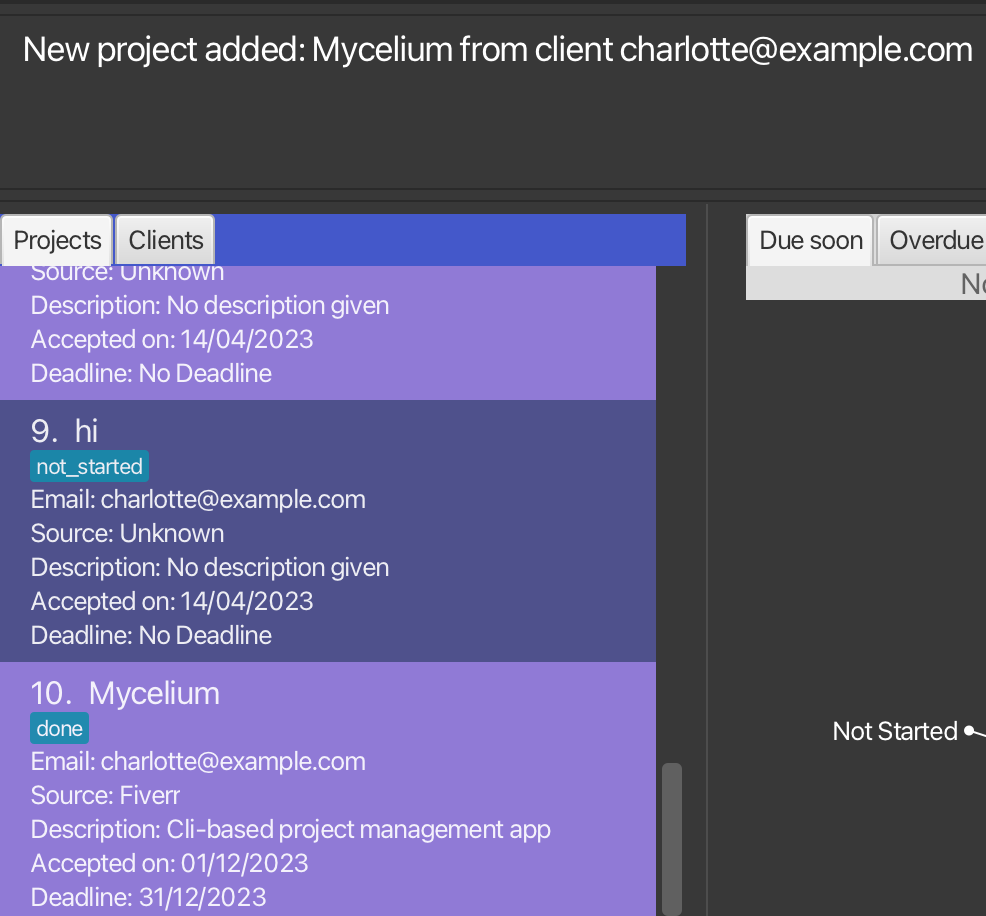 New project added: Mycelium from client charlotte@example.com
Projects Clients
Source: Unknown
Description: No description given
Accepted on: 14/04/2023
Deadline: No Deadline
9. hi
not_started
Email: charlotte@example.com
Source: Unknown
Description: No description given
Accepted on: 14/04/2023
Deadline: No Deadline
10. Mycelium
done
Email: charlotte@example.com
Source: Fiverr
Description: Cli-based project management app
Accepted on: 01/12/2023
Deadline: 31/12/2023
Due soon Overdue
Not Started